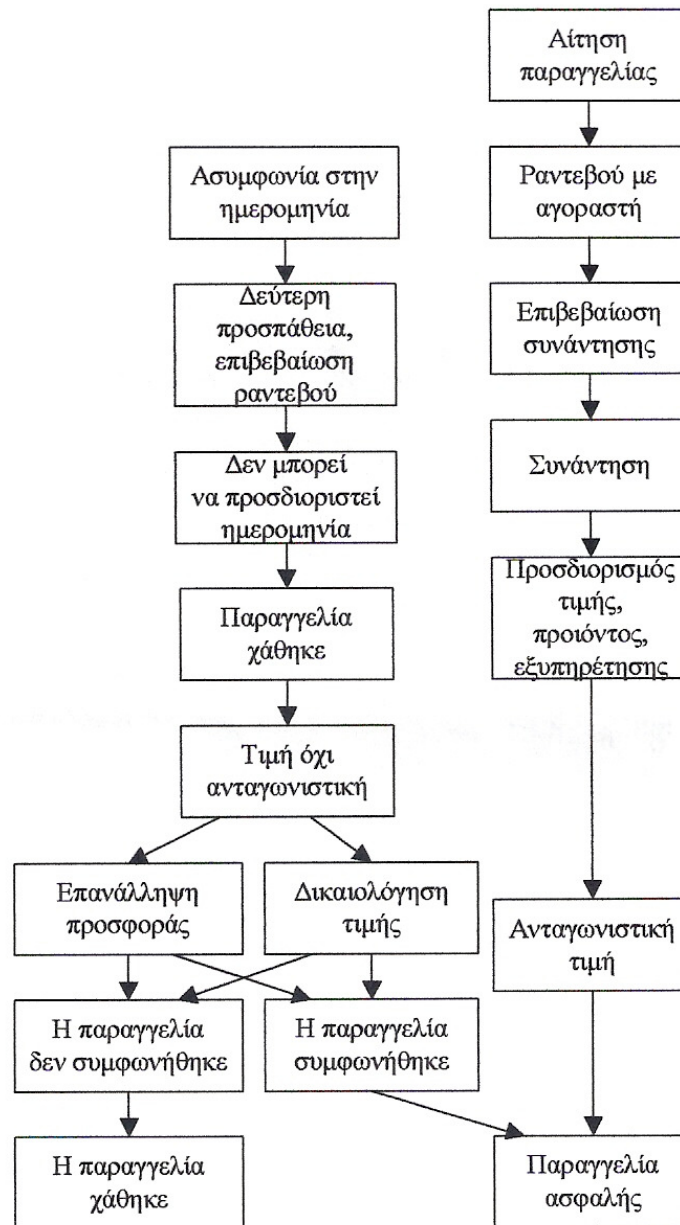 Αίτηση
παραγγελίας
Ασυμφωνία στην
ημερομηνία
Ραντεβού με
αγοραστή
Δεύτερη
προσπάθεια,
επιβεβαίωση
ραντεβού
Επιβεβαίωση
συνάντησης
Δεν μπορεί
να προσδιοριστεί
ημερομηνία
Συνάντηση
Παραγγελία
χάθηκε
Προσδιορισμός
τιμής,
προιόντος,
εξυπηρέτησης
Τιμή όχι
ανταγωνιστική
Επανάλληψη
προσφοράς
Δικαιολόγηση
τιμής
Ανταγωνιστική
τιμή
Η παραγγελία
δεν συμφωνήθηκε
Η παραγγελία
συμφωνήθηκε
Η παραγγελία
χάθηκε
Παραγγελία
ασφαλής